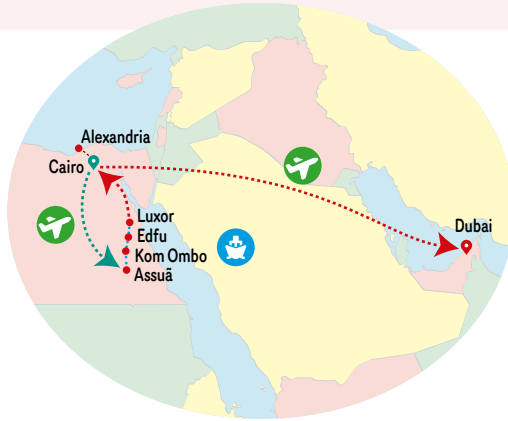 Alexandria
Cairo
Luxor
Edfu
Kom Ombo
Assuã
Dubai